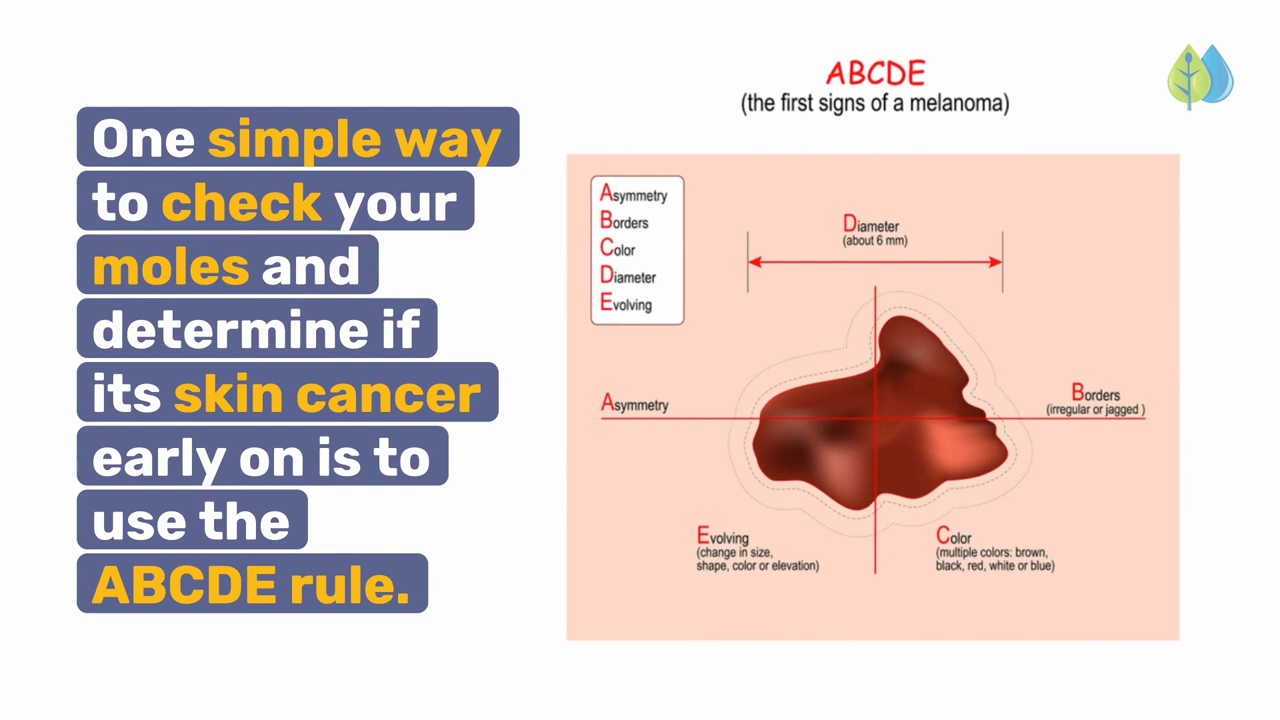 One simple way
to check your
moles and
determine if
its skin cancer
early on is to
use the
ABCDE rule.
ABCDE
(the first signs of a melanoma)
Asymmetry
Borders
Color
Diameter
Evolving
Diameter
(about 6 mm)
Asymmetry
Borders
(irregular or jagged )
Evolving
(change in size,
shape, color or elevation)
Color
(multiple colors: brown,
black, red, white or blue)